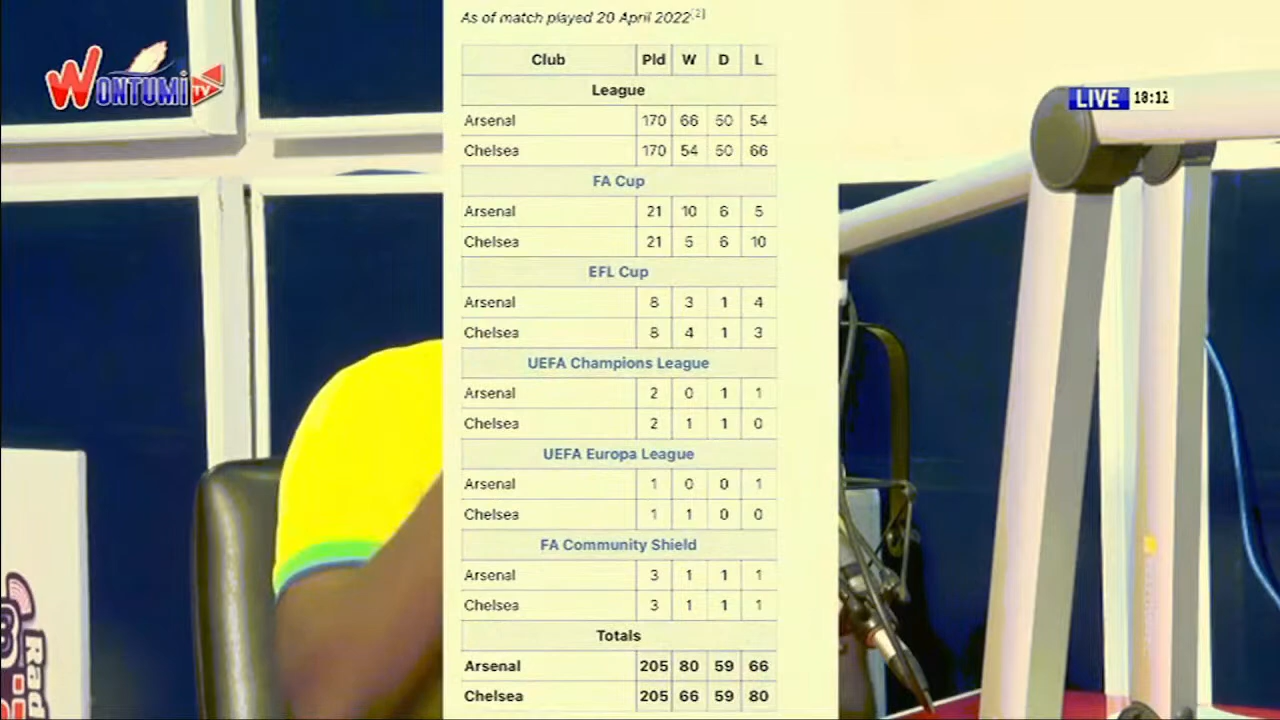 As of match played 20 April 2022[2]
WONTUMI TV
LIVE 18:12
Club Pld W D L
League
Arsenal 170 66 50 54
Chelsea 170 54 50 66
FA Cup
Arsenal 21 10 6 5
Chelsea 21 5 6 10
EFL Cup
Arsenal 8 3 1 4
Chelsea 8 4 1 3
UEFA Champions League
Arsenal 2 0 1 1
Chelsea 2 1 1 0
UEFA Europa League
Arsenal 1 0 0 1
Chelsea 1 1 0 0
FA Community Shield
Arsenal 3 1 1 1
Chelsea 3 1 1 1
Totals
Arsenal 205 80 59 66
Chelsea 205 66 59 80
Rad